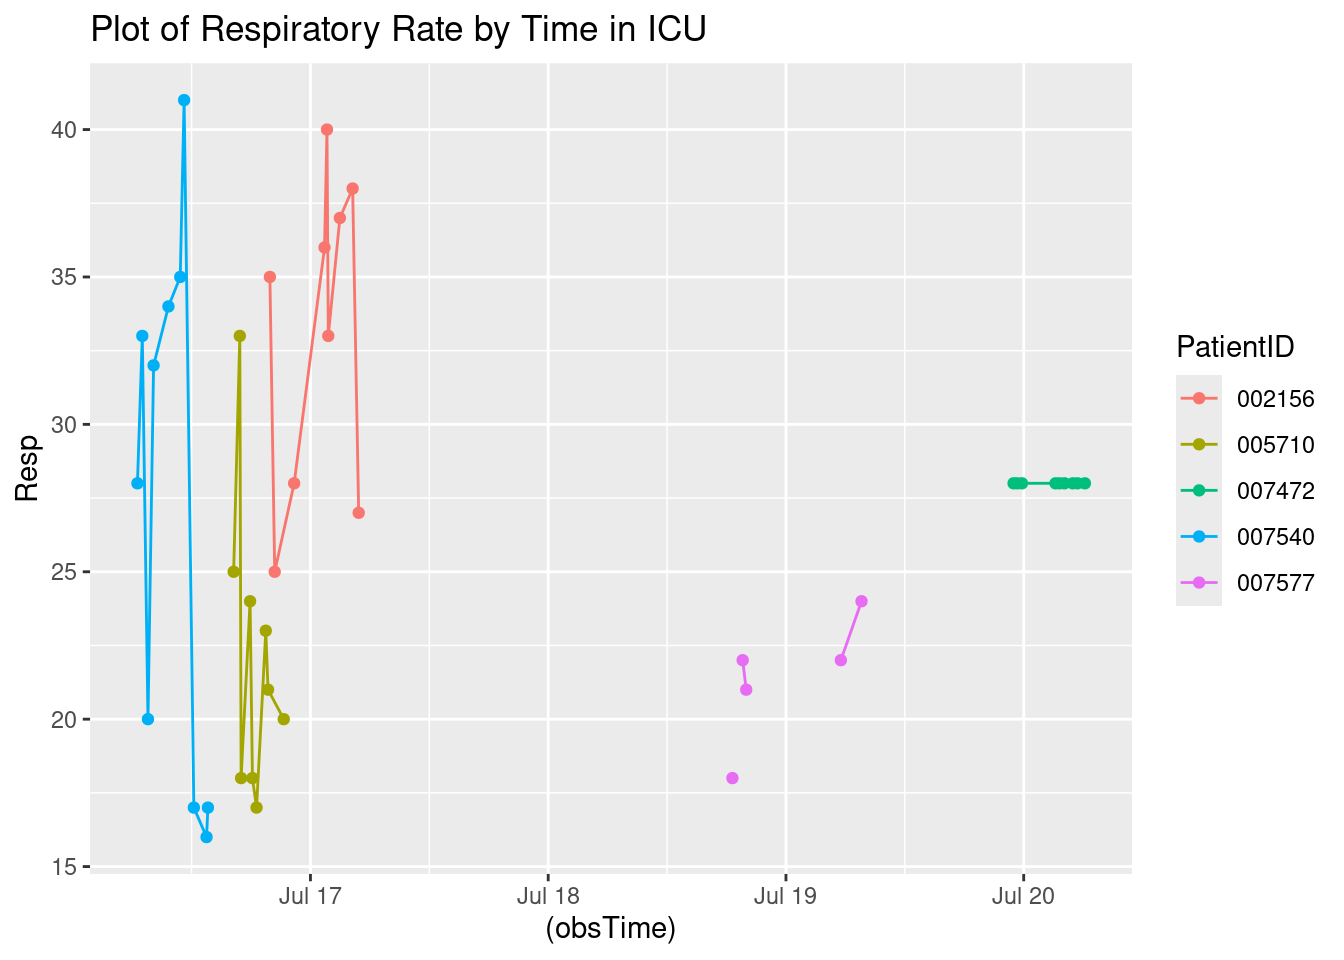 Plot of Respiratory Rate by Time in ICU
40
35
30
25
20
15
Resp
Jul 17
Jul 18
Jul 19
Jul 20
(obsTime)
PatientID
002156
005710
007472
007540
007577